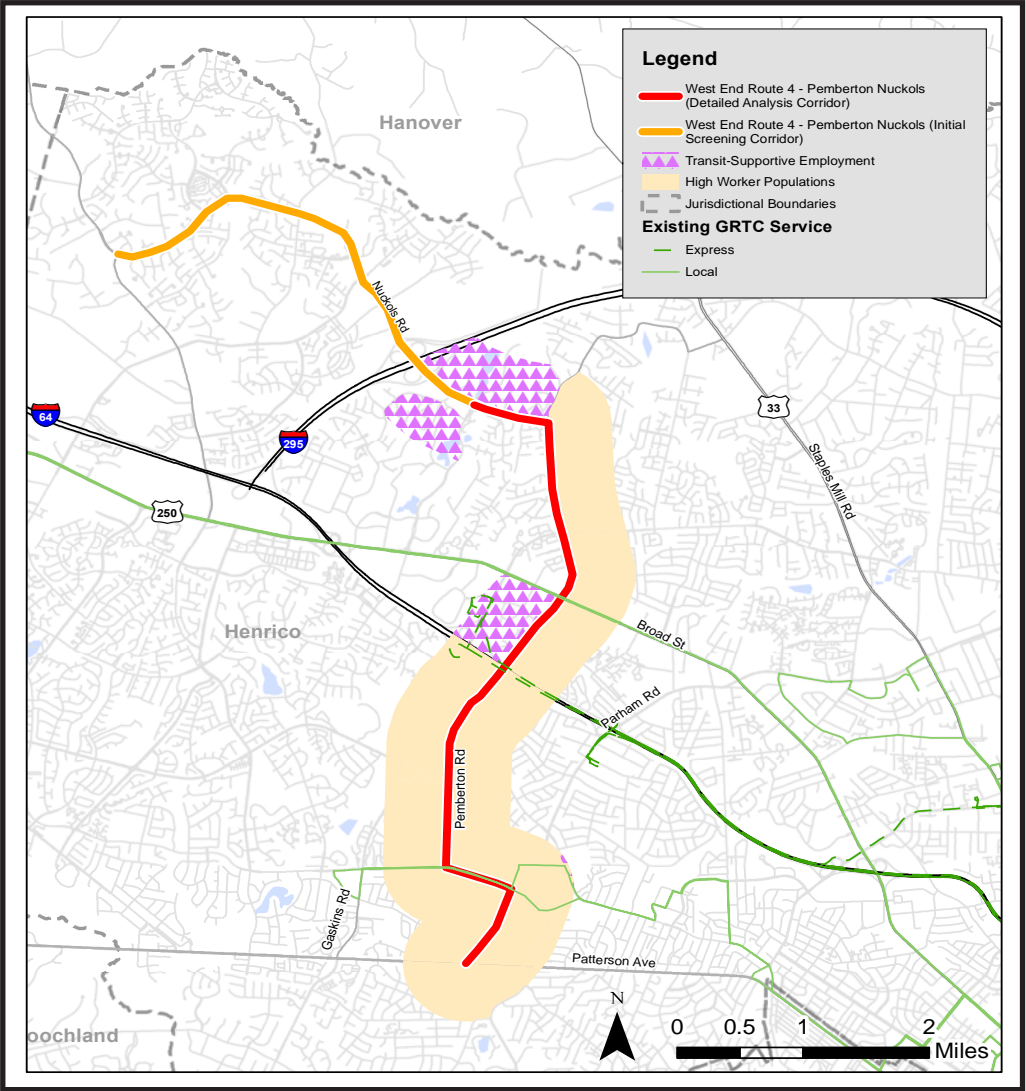 Legend
West End Route 4 - Pemberton Nuckols
(Detailed Analysis Corridor)
West End Route 4 - Pemberton Nuckols (Initial
Screening Corridor)
Transit-Supportive Employment
High Worker Populations
Jurisdictional Boundaries
Existing GRTC Service
Express
Local
Hanover
Nuckols Rd
64
295
33
Staples Mill Rd
250
Henrico
Broad St
Parham Rd
Pemberton Rd
Gaskins Rd
Patterson Ave
oochland
N
0 0.5 1 2
Miles